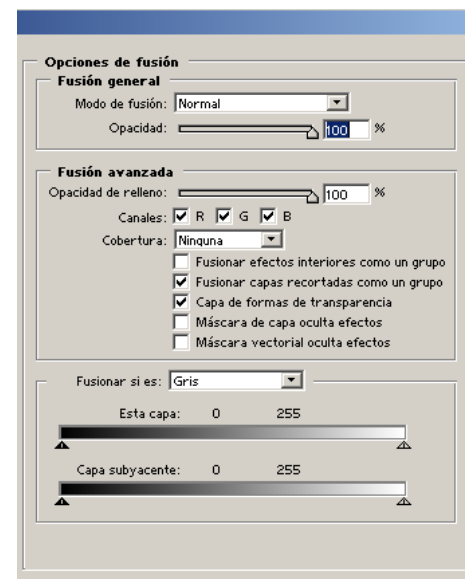 Opciones de fusión
Fusión general
Modo de fusión: Normal
Opacidad: 100 %
Fusión avanzada
Opacidad de relleno: 100 %
Canales: R G B
Cobertura: Ninguna
Fusionar efectos interiores como un grupo
Fusionar capas recortadas como un grupo
Capa de formas de transparencia
Máscara de capa oculta efectos
Máscara vectorial oculta efectos
Fusionar si es: Gris
Esta capa: 0 255
Capa subyacente: 0 255